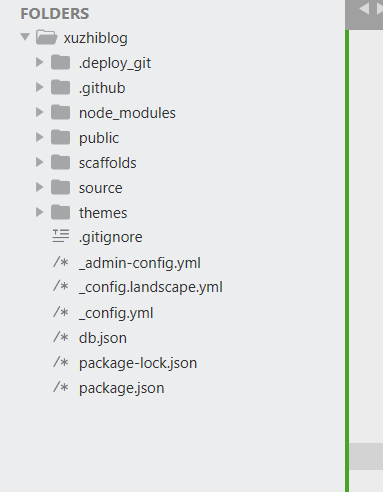 FOLDERS
xuzhiblog
.deploy_git
.github
node_modules
public
scaffolds
source
themes
.gitignore
_admin-config.yml
_config.landscape.yml
_config.yml
db.json
package-lock.json
package.json